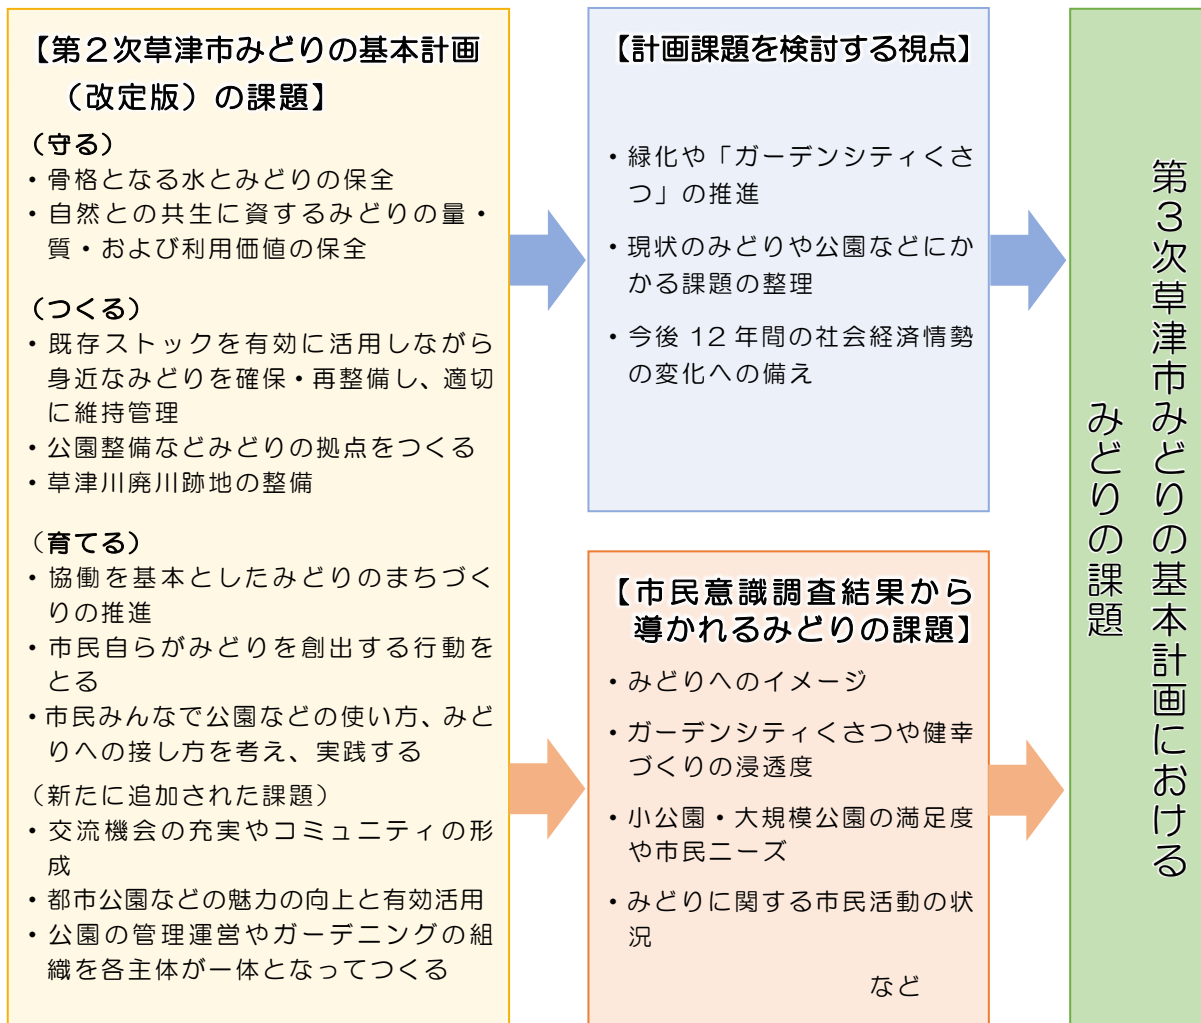 【第２次草津市みどりの基本計画
（改定版）の課題】
（守る）
・骨格となる水とみどりの保全
・自然との共生に資するみどりの量・
質・および利用価値の保全
（つくる）
・既存ストックを有効に活用しながら
身近なみどりを確保・再整備し、適切
に維持管理
・公園整備などみどりの拠点をつくる
・草津川廃川跡地の整備
（育てる）
・協働を基本としたみどりのまちづく
りの推進
・市民自らがみどりを創出する行動を
とる
・市民みんなで公園などの使い方、みど
りへの接し方を考え、実践する
（新たに追加された課題）
・交流機会の充実やコミュニティの形
成
・都市公園などの魅力の向上と有効活用
・公園の管理運営やガーデニングの組
織を各主体が一体となってつくる
【計画課題を検討する視点】
・緑化や「ガーデンシティくさ
つ」の推進
・現状のみどりや公園などにか
かる課題の整理
・今後 12 年間の社会経済情勢
の変化への備え
【市民意識調査結果から
導かれるみどりの課題】
・みどりへのイメージ
・ガーデンシティくさつや健幸
づくりの浸透度
・小公園・大規模公園の満足度
や市民ニーズ
・みどりに関する市民活動の状
況
など
第３次草津市みどりの基本計画における
みどりの課題